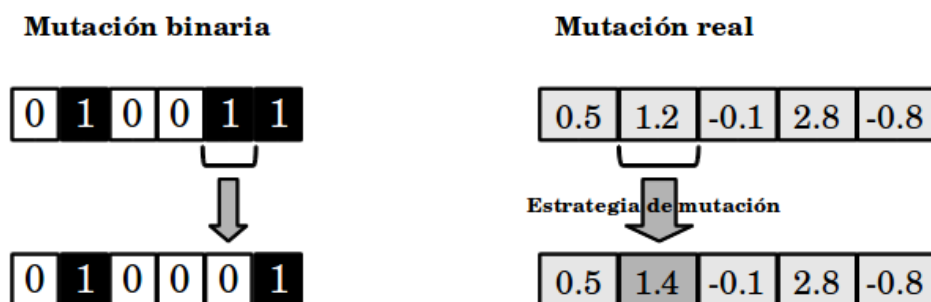 Mutación binaria
0 1 0 0 1 1
0 1 0 0 0 1
Mutación real
0.5 1.2 -0.1 2.8 -0.8
Estrategia de mutación
0.5 1.4 -0.1 2.8 -0.8